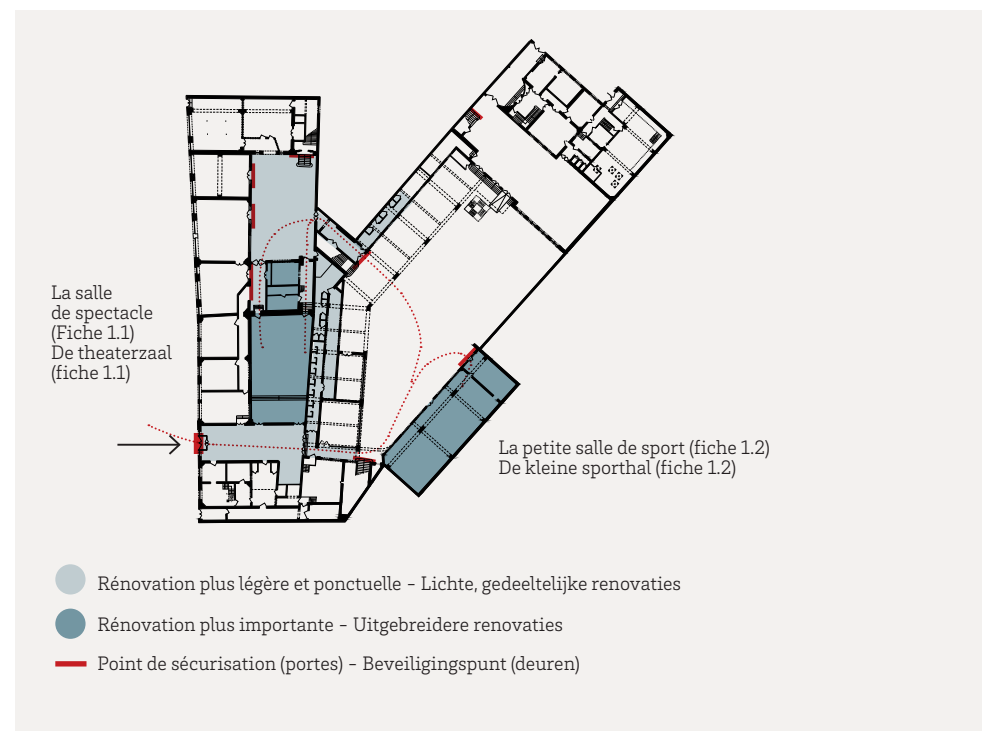 La salle
de spectacle
(Fiche 1.1)
De theaterzaal
(fiche 1.1)
La petite salle de sport (fiche 1.2)
De kleine sporthal (fiche 1.2)
Rénovation plus légère et ponctuelle – Lichte, gedeeltelijke renovaties
Rénovation plus importante – Uitgebreidere renovaties
Point de sécurisation (portes) – Beveiligingspunt (deuren)